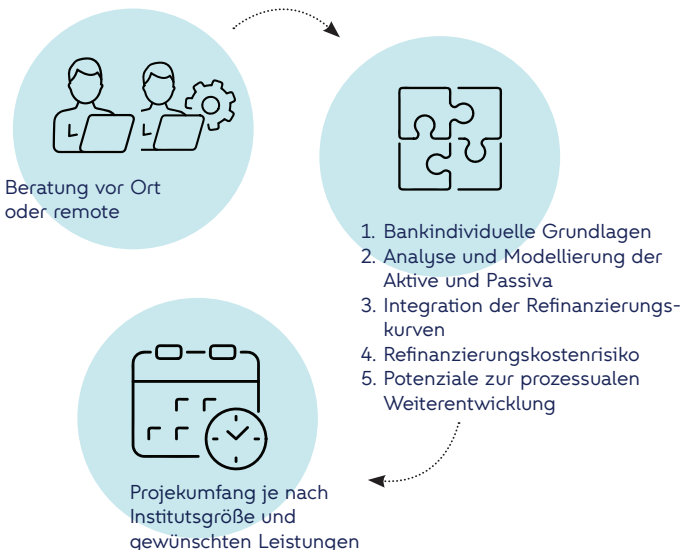 Beratung vor Ort
oder remote
1. Bankindividuelle Grundlagen
2. Analyse und Modellierung der
Aktive und Passiva
3. Integration der Refinanzierungs-
kurven
4. Refinanzierungskostenrisiko
5. Potenziale zur prozessualen
Weiterentwicklung
Projekumfang je nach
Institutsgröße und
gewünschten Leistungen